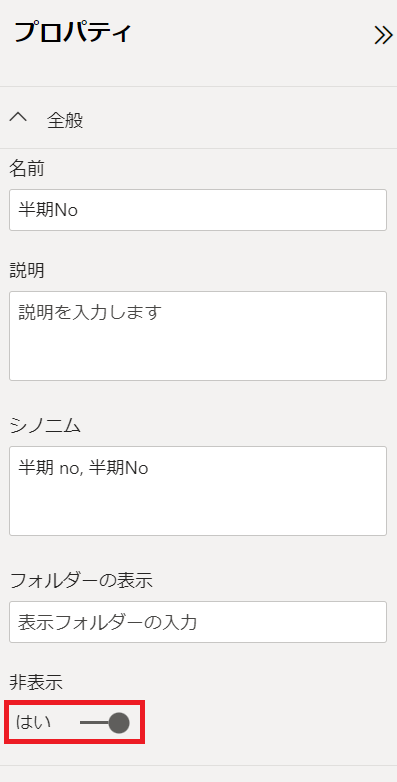 プロパティ
全般
名前
半期No
説明
説明を入力します
シノニム
半期 no, 半期No
フォルダーの表示
表示フォルダーの入力
非表示
はい